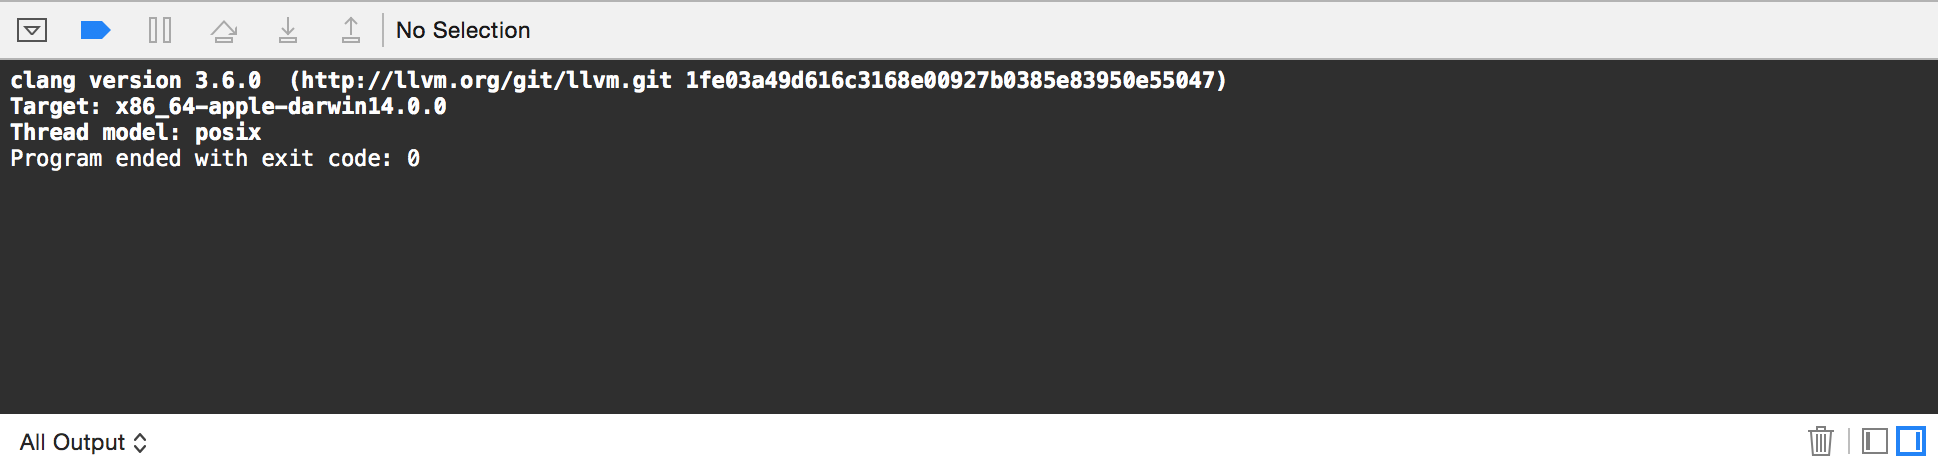 No Selection
clang version 3.6.0  (http://llvm.org/git/llvm.git 1fe03a49d616c3168e00927b0385e83950e55047)
Target: x86_64-apple-darwin14.0.0
Thread model: posix
Program ended with exit code: 0
All Output